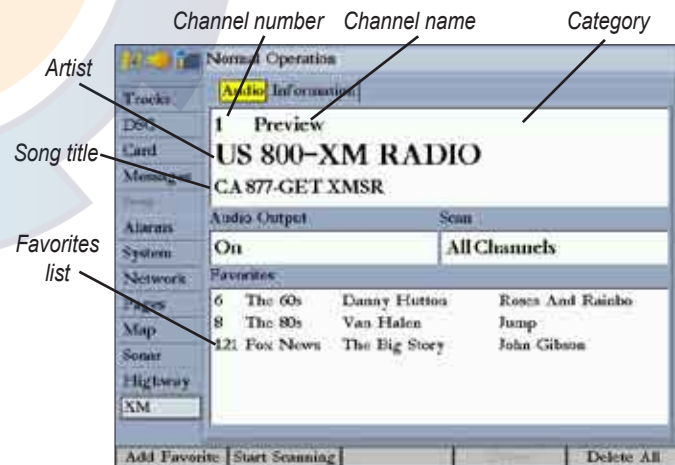 Channel number Channel name Category
Artist
Song title
Favorites
list
Normal Operation
Audio Information
Tracks
DSC
Card
Messages
Alarms
System
Network
Pages
Map
Sonar
Highway
XM
1 Preview
US 800-XM RADIO
CA 877-GET XMSR
Audio Output Scan
On All Channels
Favorites
6 The 60s Danny Hutton Roses And Rainbo
8 The 80s Van Halen Jump
121 Fox News The Big Story John Gibson
Add Favorite Start Scanning Delete All